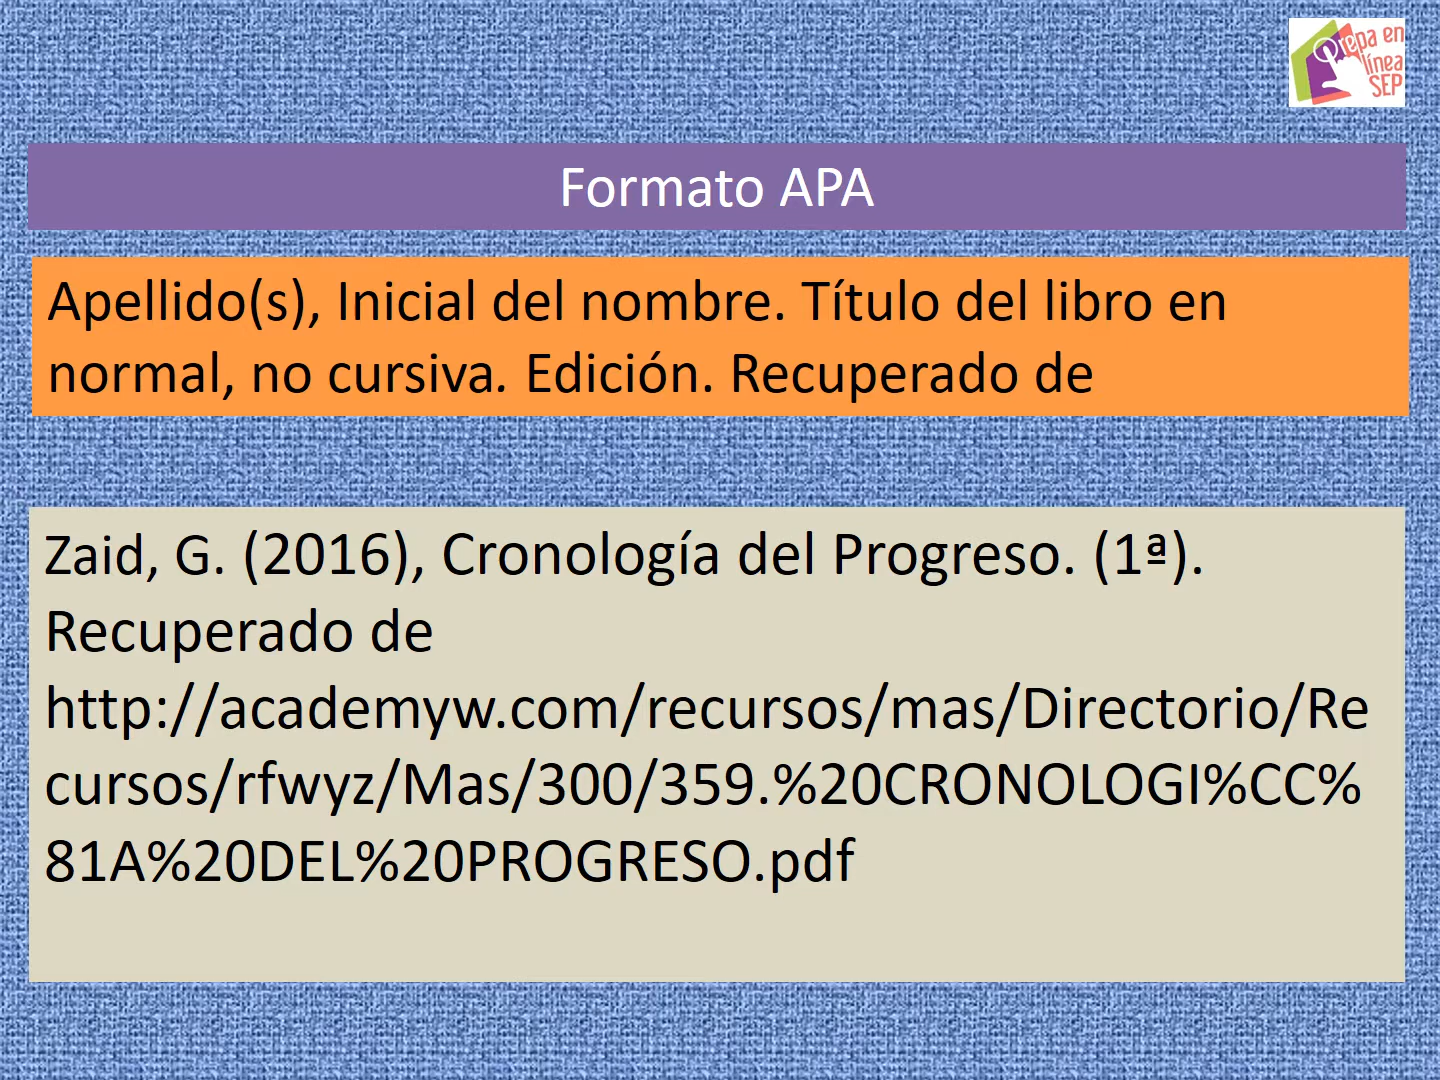 Prepa en
línea
SEP
Formato APA
Apellido(s), Inicial del nombre. Título del libro en
normal, no cursiva. Edición. Recuperado de
Zaid, G. (2016), Cronología del Progreso. (1ª).
Recuperado de
http://academyw.com/recursos/mas/Directorio/Re
cursos/rfwyz/Mas/300/359.%20CRONOLOGI%CC%
81A%20DEL%20PROGRESO.pdf